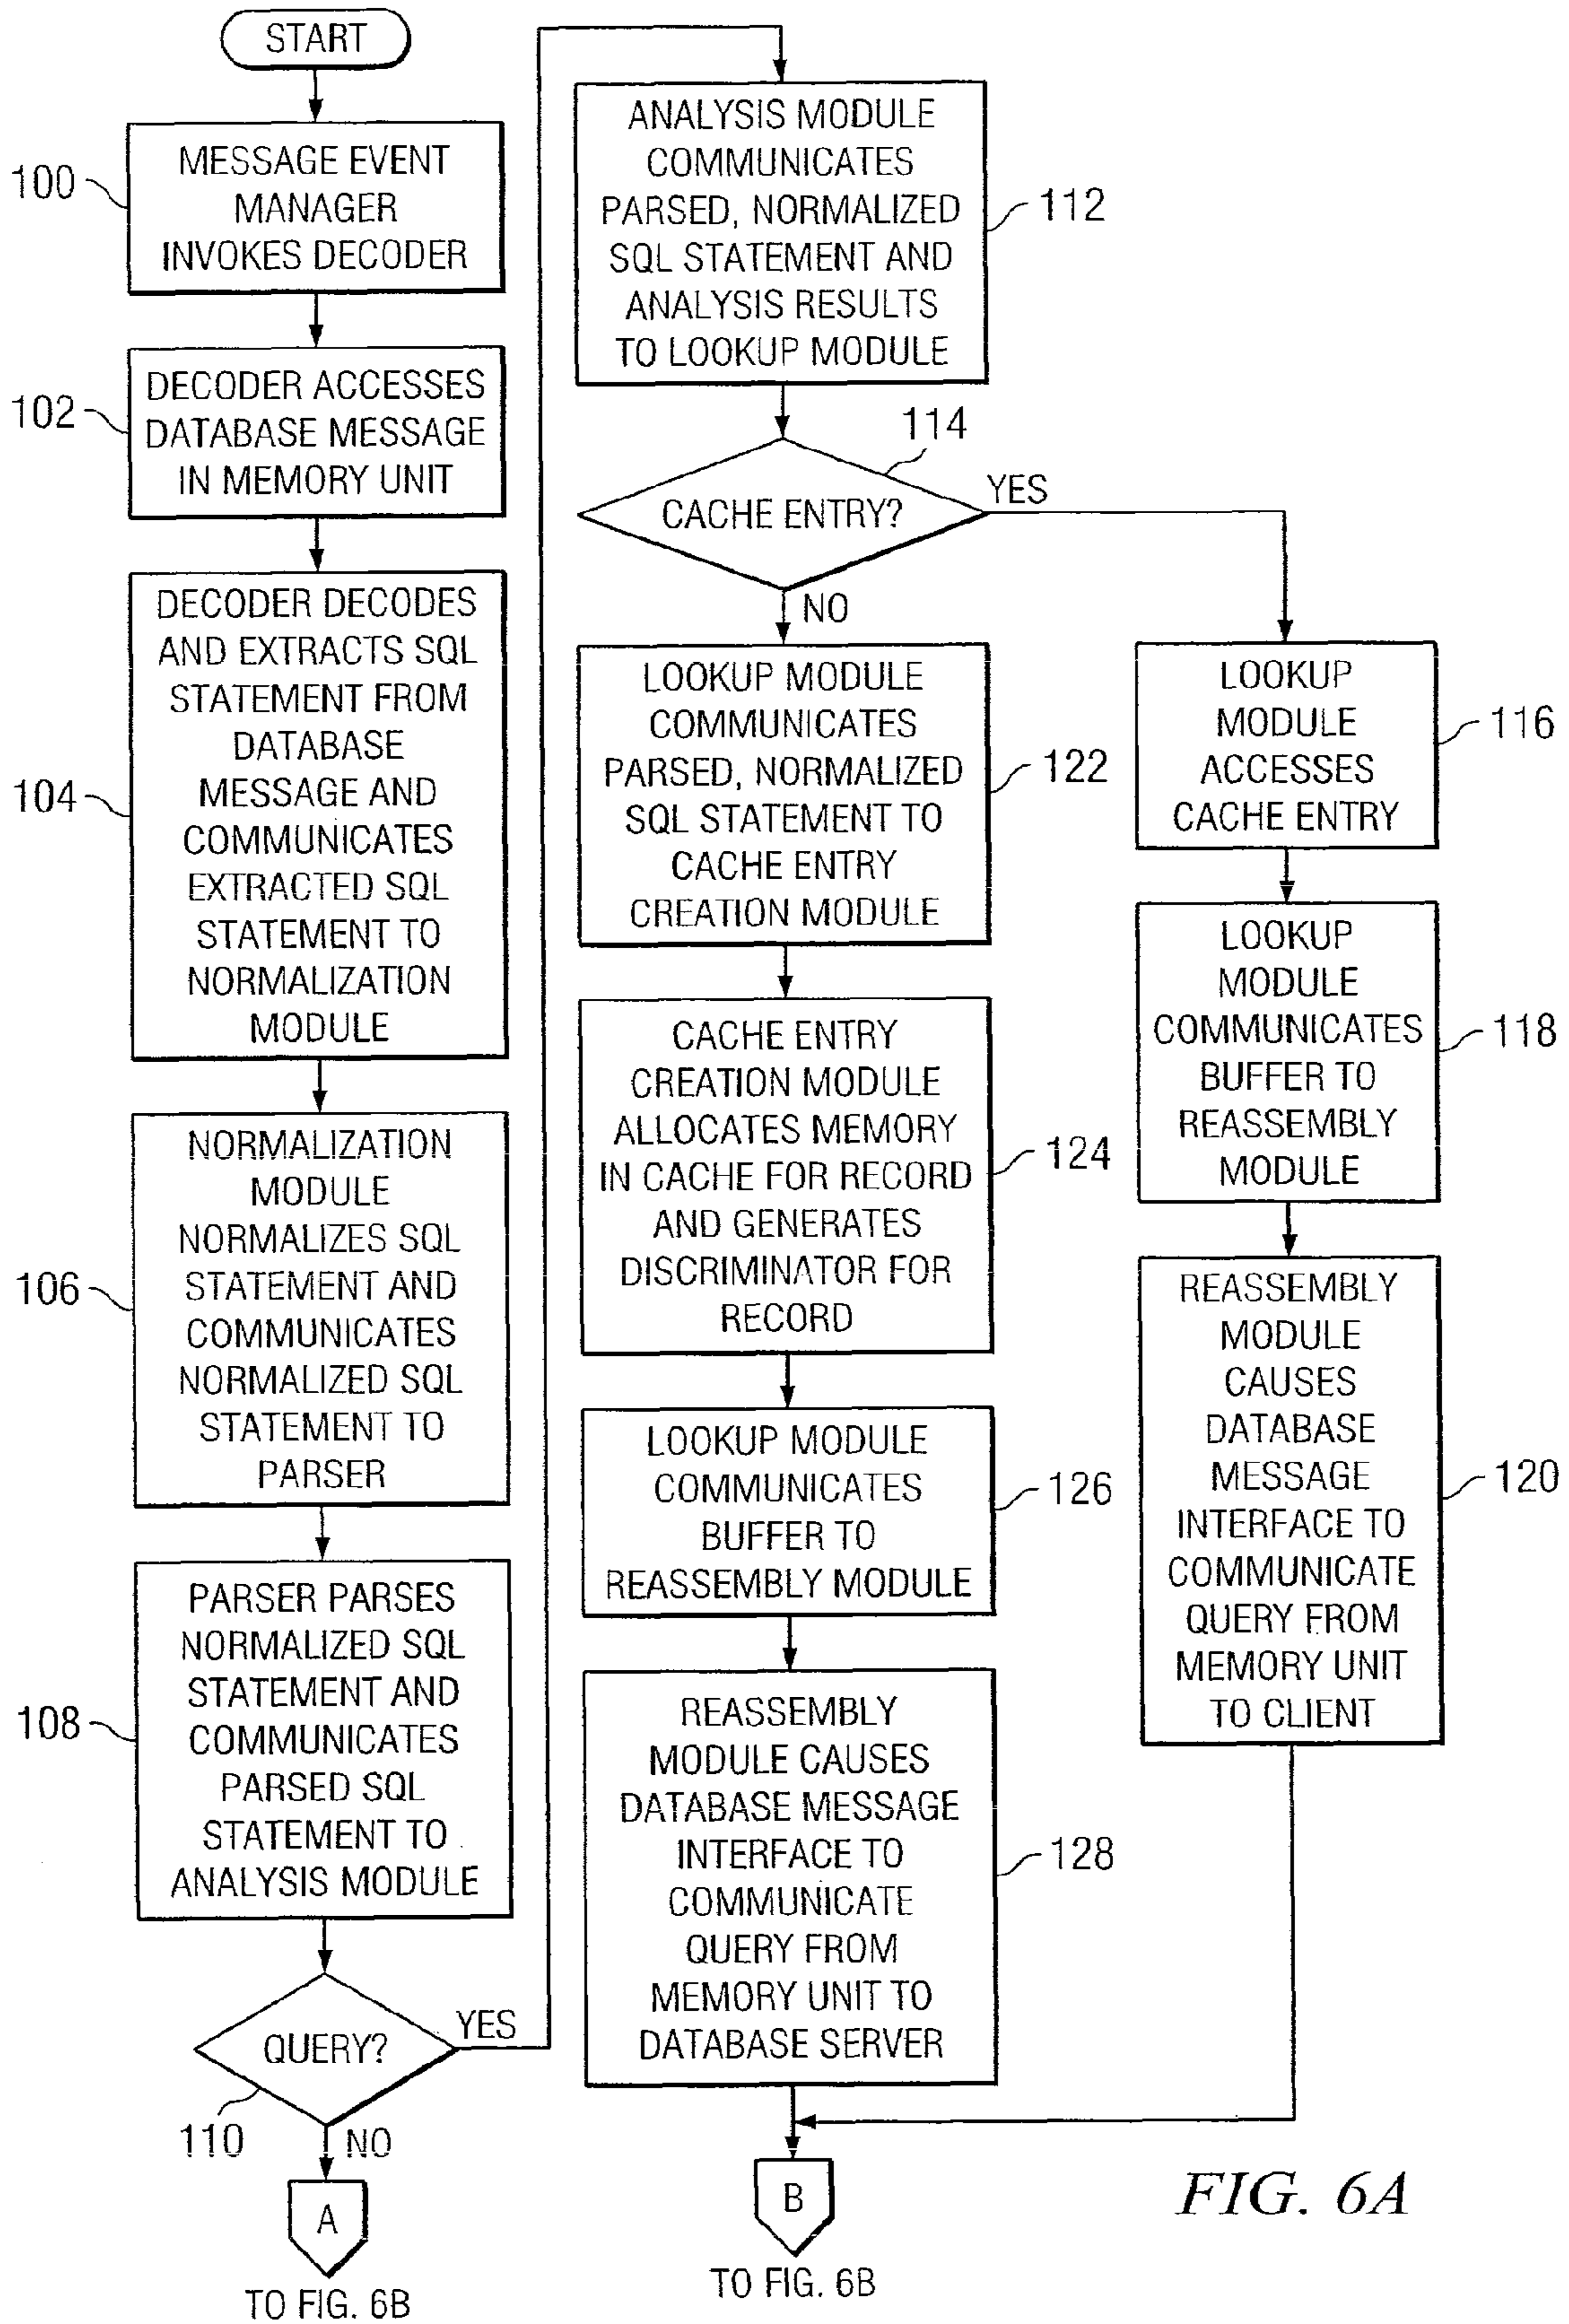 START
100
MESSAGE EVENT
MANAGER
INVOKES DECODER
102
DECODER ACCESSES
DATABASE MESSAGE
IN MEMORY UNIT
104
DECODER DECODES
AND EXTRACTS SQL
STATEMENT FROM
DATABASE
MESSAGE AND
COMMUNICATES
EXTRACTED SQL
STATEMENT TO
NORMALIZATION
MODULE
106
NORMALIZATION
MODULE
NORMALIZES SQL
STATEMENT AND
COMMUNICATES
NORMALIZED SQL
STATEMENT TO
PARSER
108
PARSER PARSES
NORMALIZED SQL
STATEMENT AND
COMMUNICATES
PARSED SQL
STATEMENT TO
ANALYSIS MODULE
QUERY?
YES
110
NO
A
TO FIG. 6B
ANALYSIS MODULE
COMMUNICATES
PARSED, NORMALIZED
SQL STATEMENT AND
ANALYSIS RESULTS
TO LOOKUP MODULE
112
114
CACHE ENTRY?
YES
NO
LOOKUP MODULE
COMMUNICATES
PARSED, NORMALIZED
SQL STATEMENT TO
CACHE ENTRY
CREATION MODULE
122
CACHE ENTRY
CREATION MODULE
ALLOCATES MEMORY
IN CACHE FOR RECORD
AND GENERATES
DISCRIMINATOR FOR
RECORD
124
LOOKUP MODULE
COMMUNICATES
BUFFER TO
REASSEMBLY MODULE
126
REASSEMBLY
MODULE CAUSES
DATABASE MESSAGE
INTERFACE TO
COMMUNICATE
QUERY FROM
MEMORY UNIT TO
DATABASE SERVER
128
B
TO FIG. 6B
LOOKUP
MODULE
ACCESSES
CACHE ENTRY
116
LOOKUP
MODULE
COMMUNICATES
BUFFER TO
REASSEMBLY
MODULE
118
REASSEMBLY
MODULE
CAUSES
DATABASE
MESSAGE
INTERFACE TO
COMMUNICATE
QUERY FROM
MEMORY UNIT
TO CLIENT
120
FIG. 6A